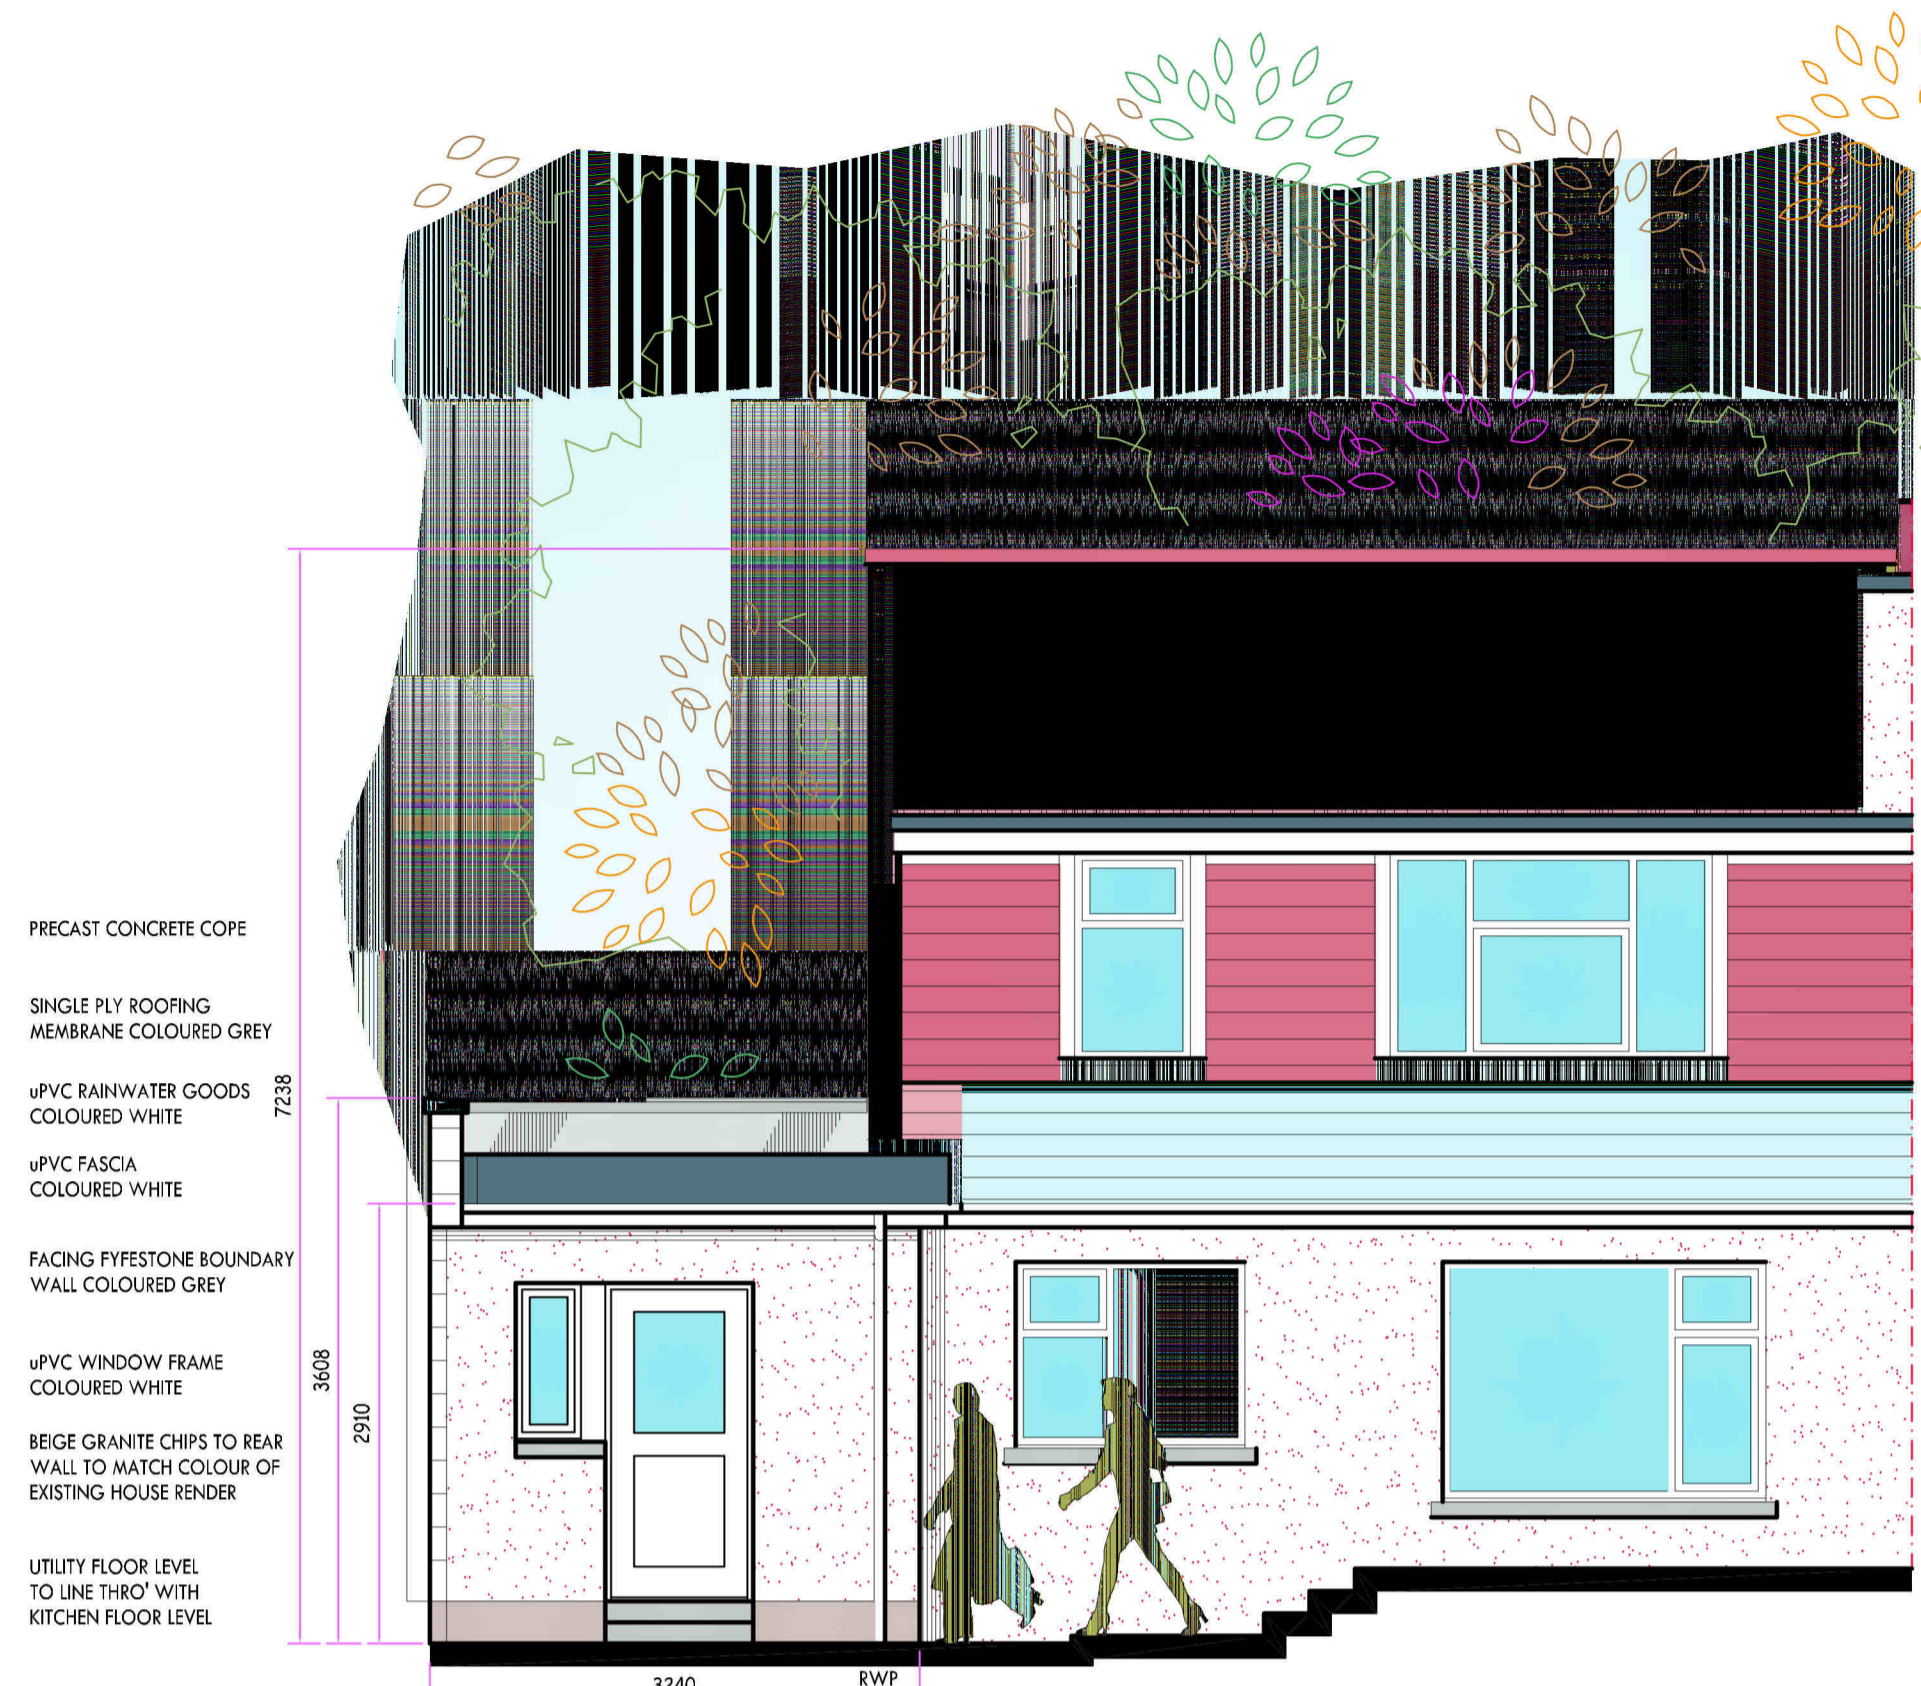 PRECAST CONCRETE COPE
SINGLE PLY ROOFING
MEMBRANE COLOURED GREY
uPVC RAINWATER GOODS
COLOURED WHITE
uPVC FASCIA
COLOURED WHITE
FACING FYFESTONE BOUNDARY
WALL COLOURED GREY
uPVC WINDOW FRAME
COLOURED WHITE
BEIGE GRANITE CHIPS TO REAR
WALL TO MATCH COLOUR OF
EXISTING HOUSE RENDER
UTILITY FLOOR LEVEL
TO LINE THRO' WITH
KITCHEN FLOOR LEVEL
7238
3608
2910
3240
RWP